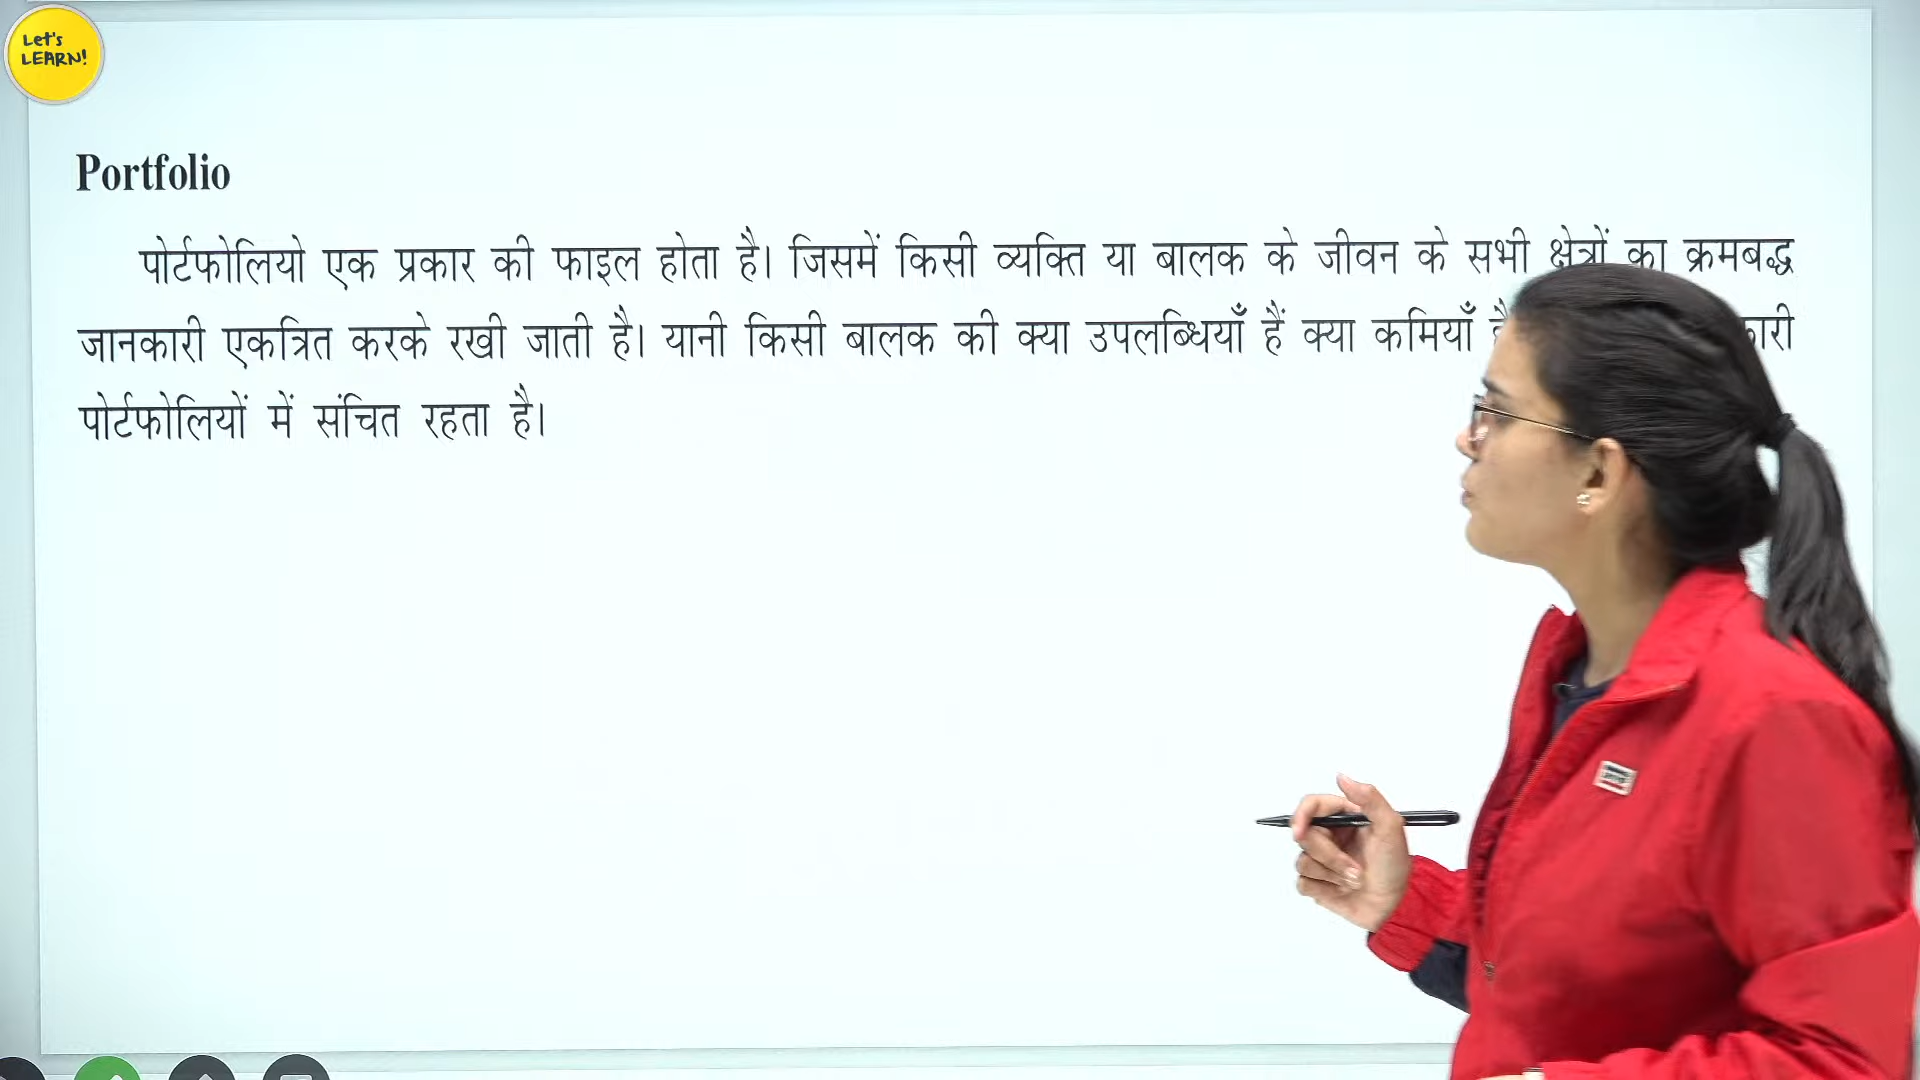 Let's
LEARN!
Portfolio
पोर्टफोलियो एक प्रकार की फाइल होता है। जिसमें किसी व्यक्ति या बालक के जीवन के सभी क्षेत्रों का क्रमबद्ध
जानकारी एकत्रित करके रखी जाती है। यानी किसी बालक की क्या उपलब्धियाँ हैं क्या कमियाँ
पोर्टफोलियों में संचित रहता है।